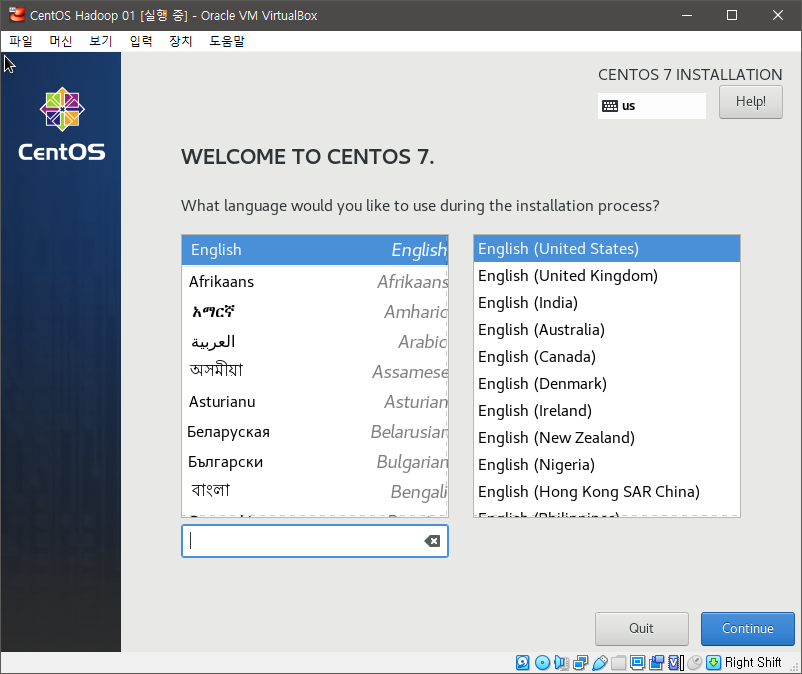 CentOS Hadoop 01 [실행 중] - Oracle VM VirtualBox
파일 머신 보기 입력 장치 도움말
CentOS
CENTOS 7 INSTALLATION
us
Help!
WELCOME TO CENTOS 7.
What language would you like to use during the installation process?
English English
Afrikaans Afrikaans
አማርኛ Amharic
العربية Arabic
অসমীয়া Assamese
Asturianu Asturian
Беларуская Belarusian
Български Bulgarian
বাংলা Bengali
English (United States)
English (United Kingdom)
English (India)
English (Australia)
English (Canada)
English (Denmark)
English (Ireland)
English (New Zealand)
English (Nigeria)
English (Hong Kong SAR China)
English (Philippines)
Quit
Continue
Right Shift